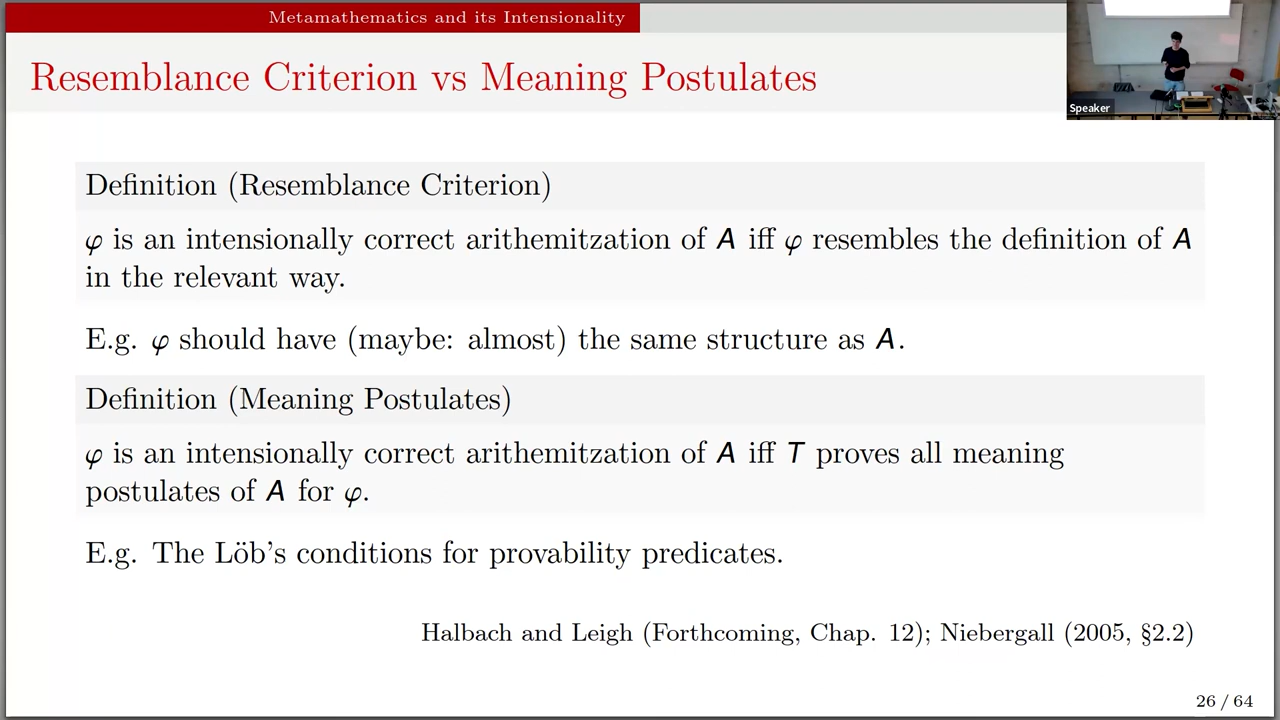 Metamathematics and its Intensionality
Resemblance Criterion vs Meaning Postulates
Speaker
Definition (Resemblance Criterion)
φ is an intensionally correct arithemitzation of A iff φ resembles the definition of A
in the relevant way.
E.g. φ should have (maybe: almost) the same structure as A.
Definition (Meaning Postulates)
φ is an intensionally correct arithemitzation of A iff T proves all meaning
postulates of A for φ.
E.g. The Löb's conditions for provability predicates.
Halbach and Leigh (Forthcoming, Chap. 12); Niebergall (2005, §2.2)
26 / 64